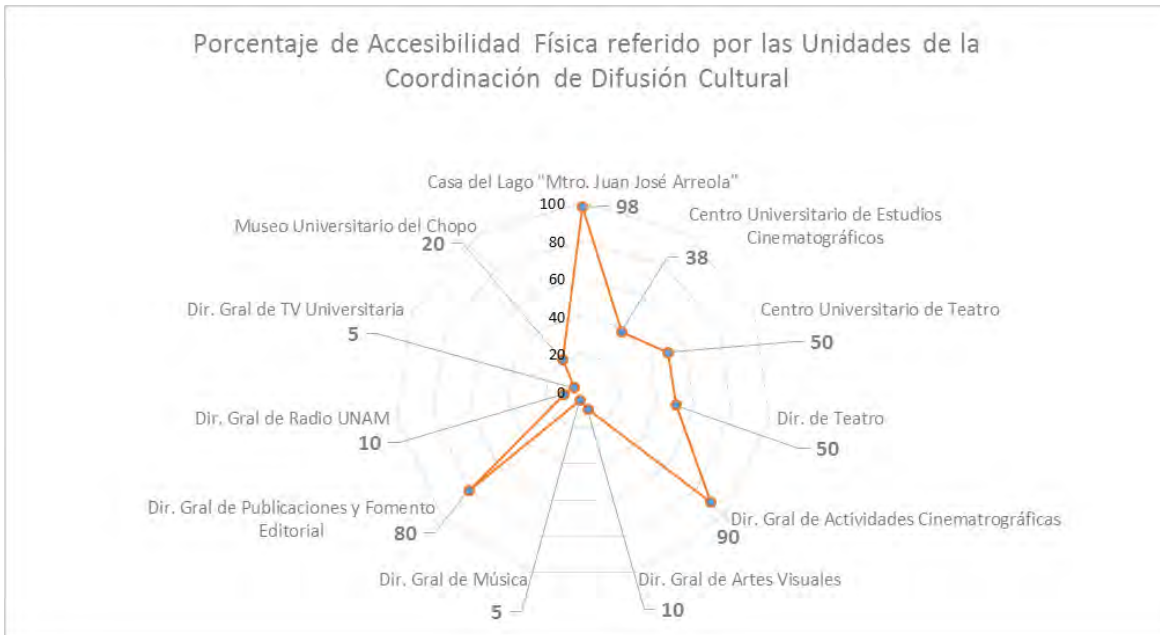 Porcentaje de Accesibilidad Física referido por las Unidades de la
Coordinación de Difusión Cultural
Casa del Lago "Mtro. Juan José Arreola"
98
Centro Universitario de Estudios
Cinematográficos
38
Centro Universitario de Teatro
50
Dir. de Teatro
50
Dir. Gral de Actividades Cinematrográficas
90
Dir. Gral de Artes Visuales
10
Dir. Gral de Música
5
Dir. Gral de Publicaciones y Fomento
Editorial
80
Dir. Gral de Radio UNAM
10
Dir. Gral de TV Universitaria
5
Museo Universitario del Chopo
20
100
80
60
40
20
0